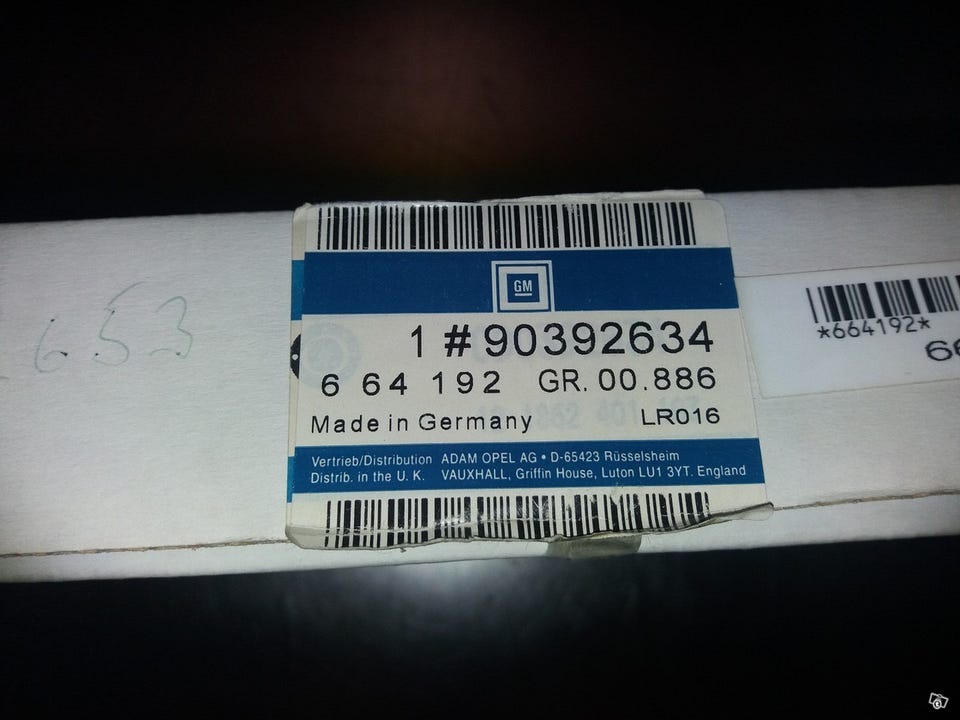 GM
1 # 90392634
6 64 192 GR. 00.886
Made in Germany LR016
Vertrieb/Distribution ADAM OPEL AG • D-65423 Rüsselsheim
Distrib. in the U. K. VAUXHALL, Griffin House, Luton LU1 3YT. England
*664192*
653